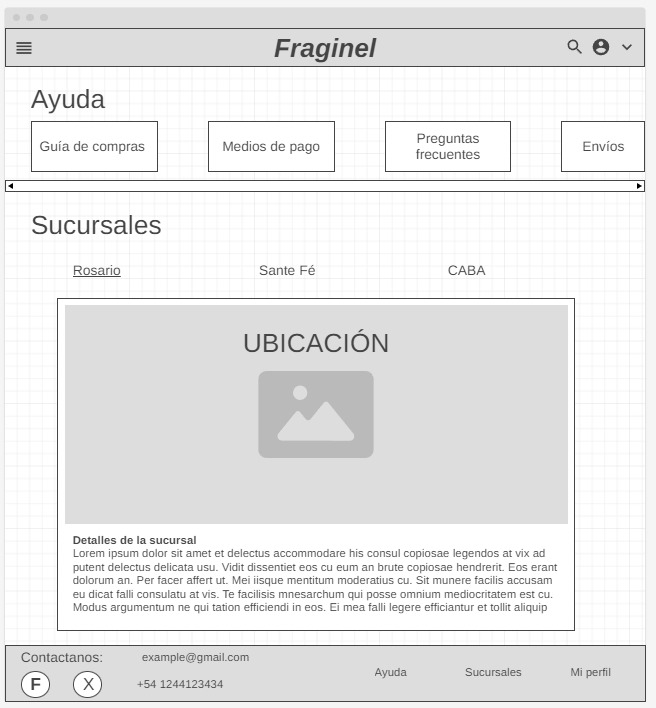 Fraginel
Ayuda
Guía de compras
Medios de pago
Preguntas
frecuentes
Envíos
Sucursales
Rosario
Sante Fé
CABA
UBICACIÓN
Detalles de la sucursal
Lorem ipsum dolor sit amet et delectus accommodare his consul copiosae legendos at vix ad
putent delectus delicata usu. Vidit dissentiet eos cu eum an brute copiosae hendrerit. Eos erant
dolorum an. Per facer affert ut. Mei iisque mentitum moderatius cu. Sit munere facilis accusam
eu dicat falli consulatu at vis. Te facilisis mnesarchum qui posse omnium mediocritatem est cu.
Modus argumentum ne qui tation efficiendi in eos. Ei mea falli legere efficiantur et tollit aliquip
Contactanos:
example@gmail.com
F
X
+54 1244123434
Ayuda
Sucursales
Mi perfil